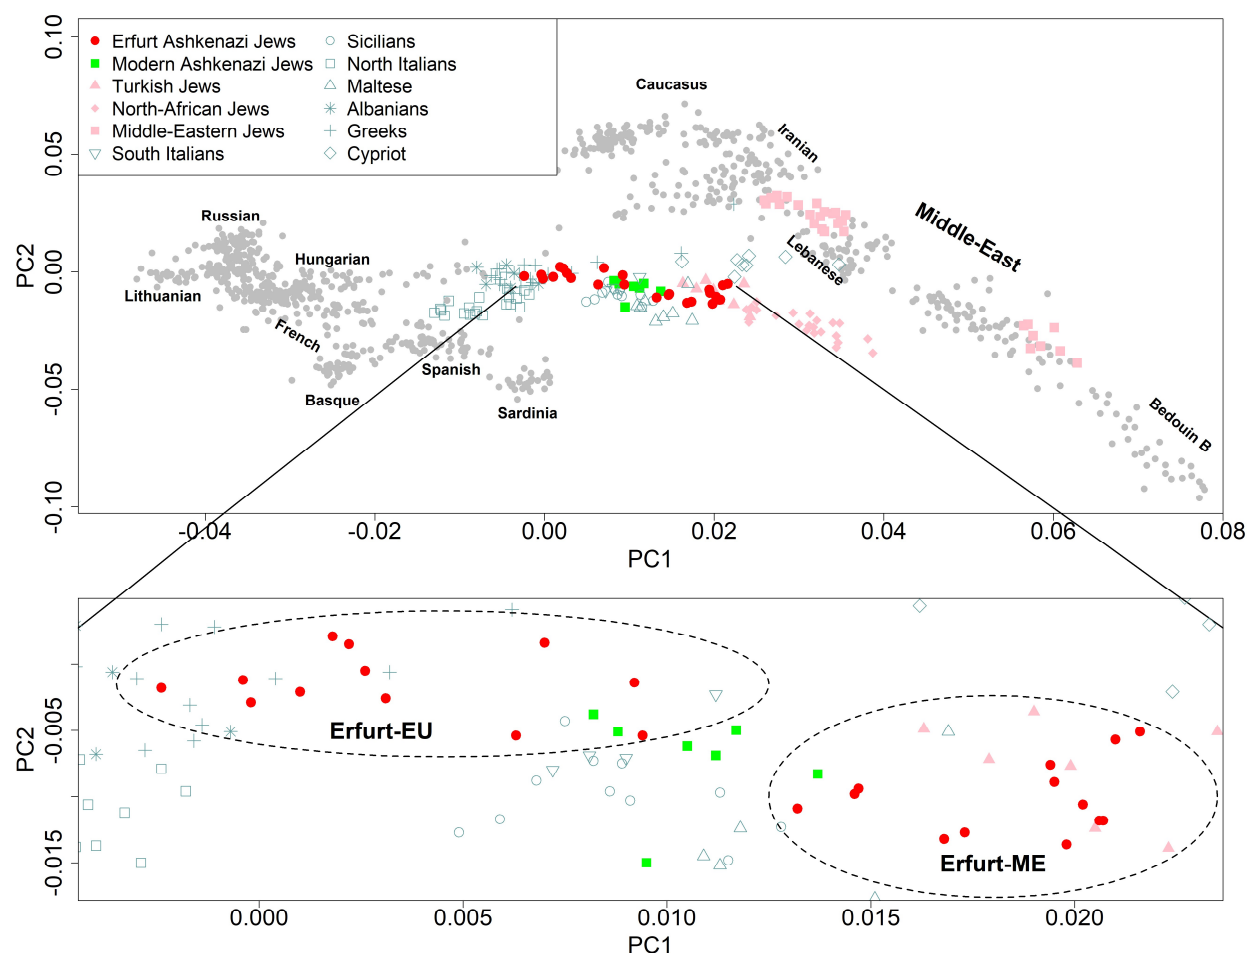 Erfurt Ashkenazi Jews
Modern Ashkenazi Jews
Turkish Jews
North-African Jews
Middle-Eastern Jews
South Italians
Sicilians
North Italians
Maltese
Albanians
Greeks
Cypriot
Caucasus
Iranian
Middle-East
Lebanese
Bedouin B
Russian
Hungarian
Lithuanian
French
Spanish
Basque
Sardinia
PC2
0.10
0.05
0.00
-0.05
-0.10
-0.04
-0.02
0.00
0.02
0.04
0.06
0.08
PC1
Erfurt-EU
Erfurt-ME
PC2
-0.005
-0.015
0.000
0.005
0.010
0.015
0.020
PC1